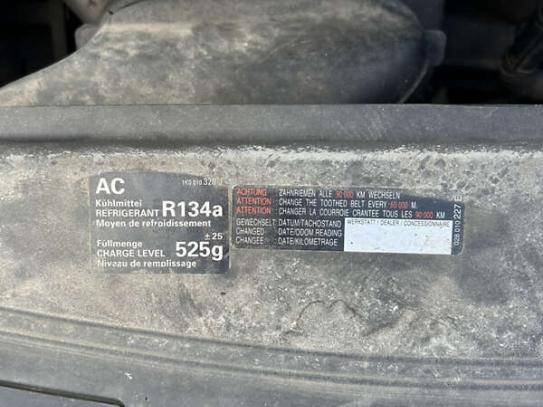 AC
1K0 010 328
Kühlmittel
REFRIGERANT R134a
Moyen de refroidissement
± 25
Füllmenge
CHARGE LEVEL 525g
Niveau de remplissage
ACHTUNG : ZAHNRIEMEN ALLE 90 000 KM WECHSELN
ATTENTION : CHANGE THE TOOTHED BELT EVERY 60 000 M.
ATTENTION : CHANGER LA COURROIE CRANTEE TOUS LES 90 000 KM
GEWECHSELT : DATUM/TACHOSTAND
CHANGED : DATE/ODOM READING
CHANGEE : DATE/KILOMETRAGE
WERKSTATT / DEALER / CONCESSIONNAIRE
028 010 227 E